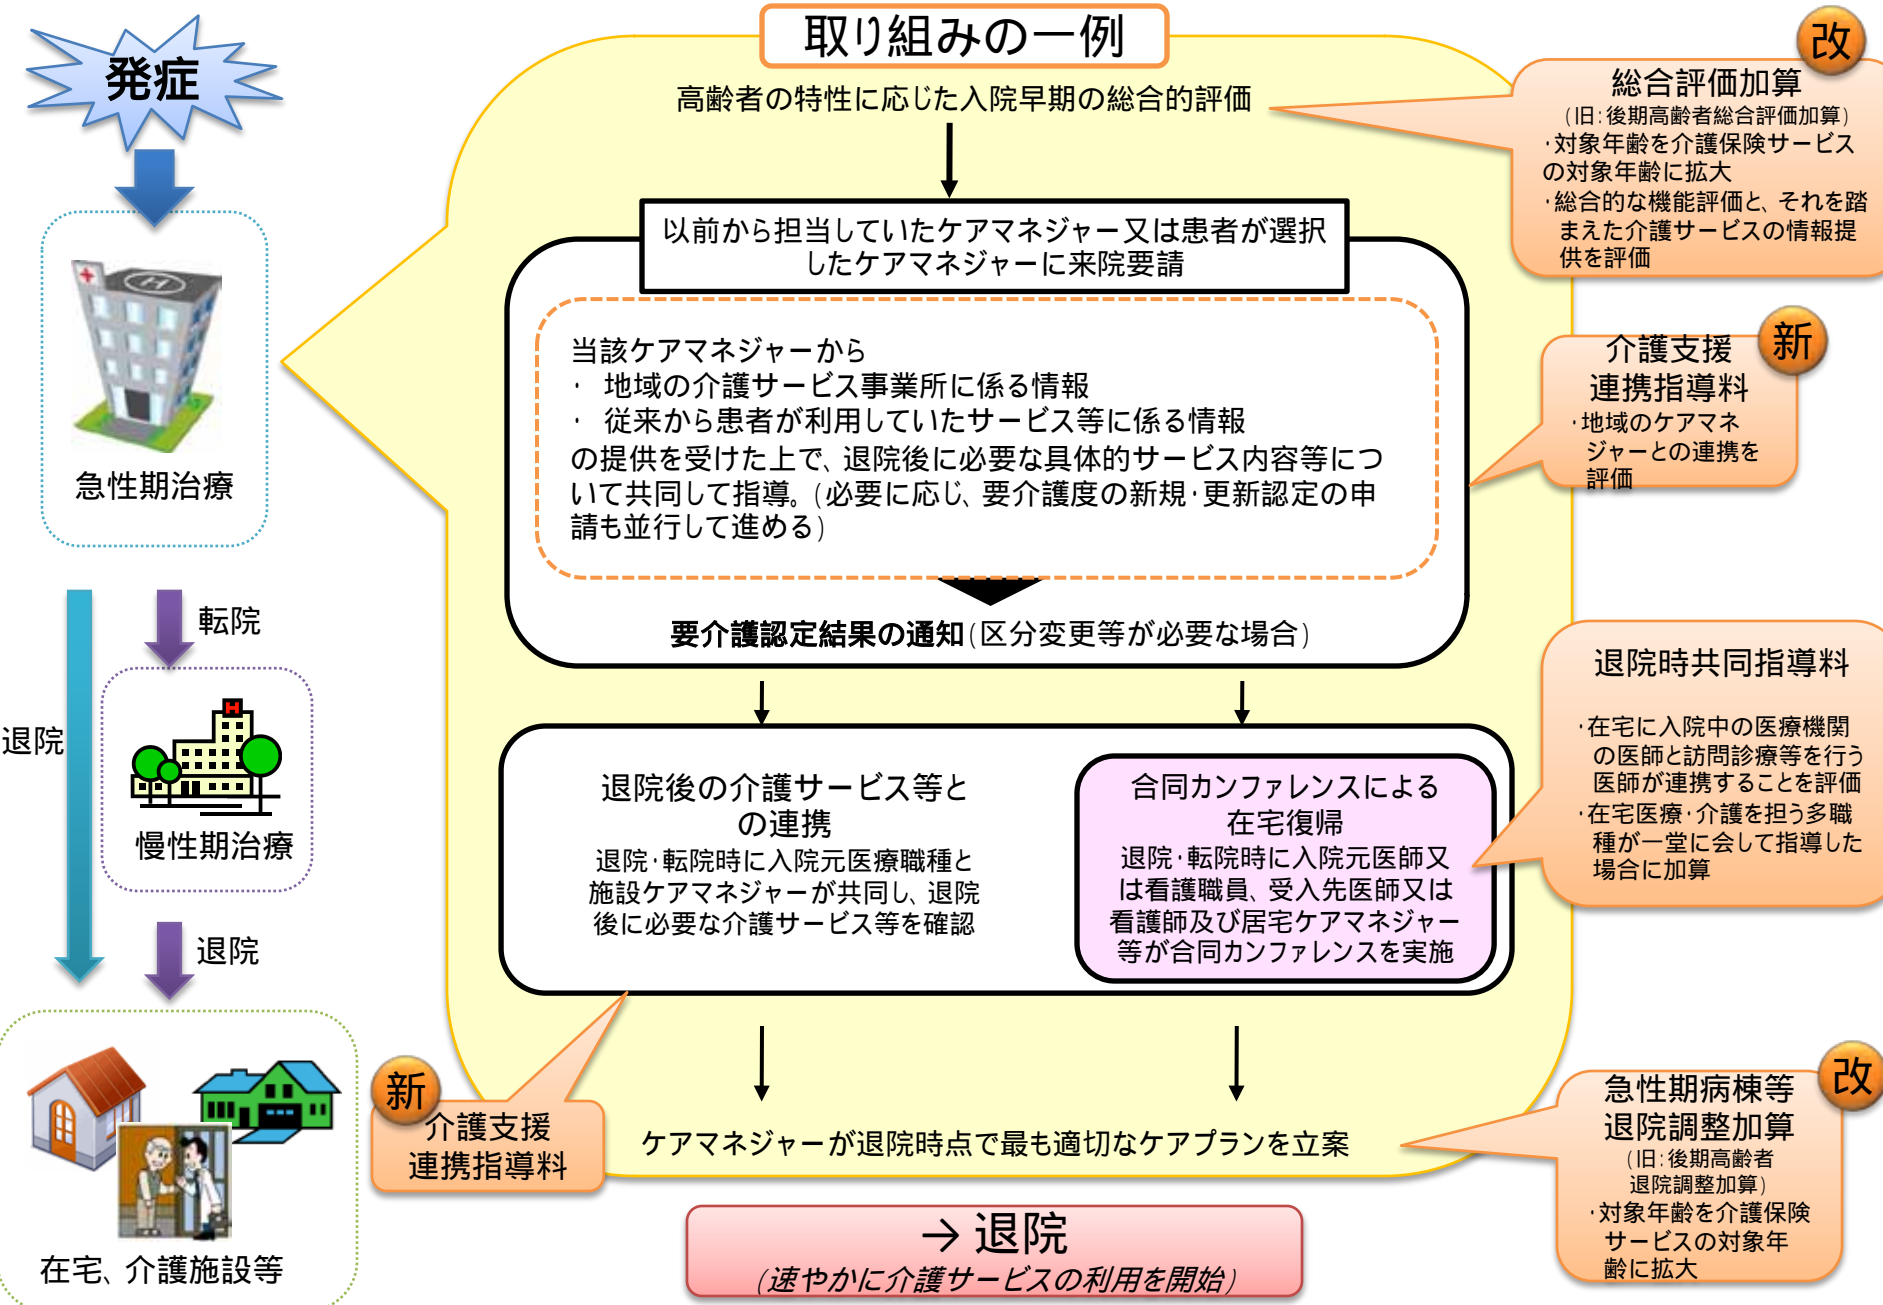 取り組みの一例
発症
高齢者の特性に応じた入院早期の総合的評価
改
総合評価加算
(旧:後期高齢者総合評価加算)
・対象年齢を介護保険サービス
の対象年齢に拡大
・総合的な機能評価と、それを踏
まえた介護サービスの情報提
供を評価
以前から担当していたケアマネジャー又は患者が選択
したケアマネジャーに来院要請
当該ケアマネジャーから
・ 地域の介護サービス事業所に係る情報
・ 従来から患者が利用していたサービス等に係る情報
の提供を受けた上で、退院後に必要な具体的サービス内容等につ
いて共同して指導。(必要に応じ、要介護度の新規・更新認定の申
請も並行して進める)
新
介護支援
連携指導料
・地域のケアマネ
ジャーとの連携を
評価
急性期治療
要介護認定結果の通知(区分変更等が必要な場合)
転院
退院
慢性期治療
退院
退院後の介護サービス等と
の連携
退院・転院時に入院元医療職種と
施設ケアマネジャーが共同し、退院
後に必要な介護サービス等を確認
合同カンファレンスによる
在宅復帰
退院・転院時に入院元医師又
は看護職員、受入先医師又は
看護師及び居宅ケアマネジャー
等が合同カンファレンスを実施
退院時共同指導料
・在宅に入院中の医療機関
の医師と訪問診療等を行う
医師が連携することを評価
・在宅医療・介護を担う多職
種が一堂に会して指導した
場合に加算
新
介護支援
連携指導料
ケアマネジャーが退院時点で最も適切なケアプランを立案
改
急性期病棟等
退院調整加算
(旧:後期高齢者
退院調整加算)
・対象年齢を介護保険
サービスの対象年
齢に拡大
→退院
(速やかに介護サービスの利用を開始)
在宅、介護施設等